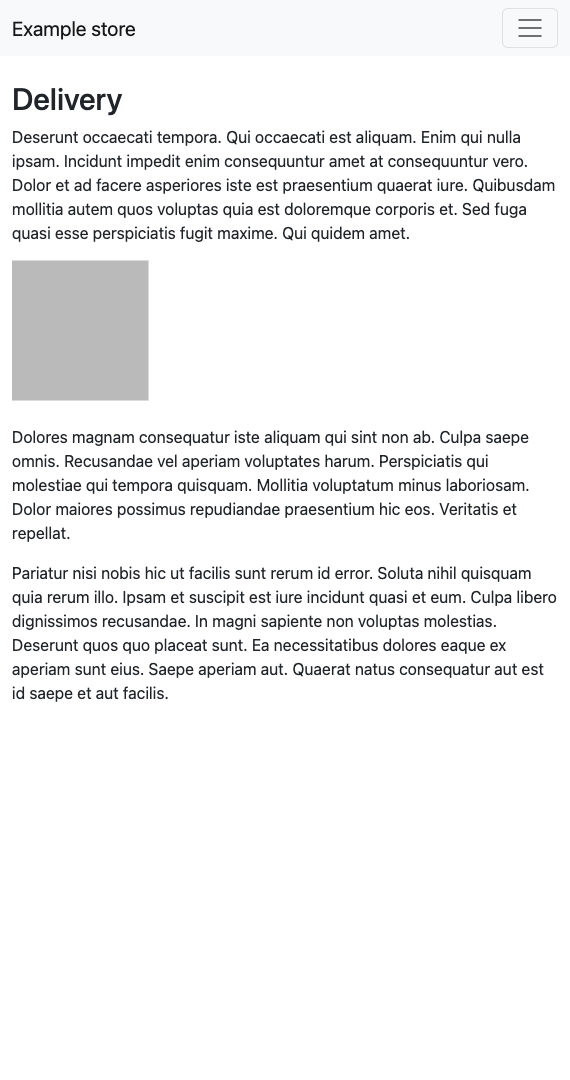 Example store
Delivery
Deserunt occaecati tempora. Qui occaecati est aliquam. Enim qui nulla
ipsam. Incidunt impedit enim consequuntur amet at consequuntur vero.
Dolor et ad facere asperiores iste est praesentium quaerat iure. Quibusdam
mollitia autem quos voluptas quia est doloremque corporis et. Sed fuga
quasi esse perspiciatis fugit maxime. Qui quidem amet.
Dolores magnam consequatur iste aliquam qui sint non ab. Culpa saepe
omnis. Recusandae vel aperiam voluptates harum. Perspiciatis qui
molestiae qui tempora quisquam. Mollitia voluptatum minus laboriosam.
Dolor maiores possimus repudiandae praesentium hic eos. Veritatis et
repellat.
Pariatur nisi nobis hic ut facilis sunt rerum id error. Soluta nihil quisquam
quia rerum illo. Ipsam et suscipit est iure incidunt quasi et eum. Culpa libero
dignissimos recusandae. In magni sapiente non voluptas molestias.
Deserunt quos quo placeat sunt. Ea necessitatibus dolores eaque ex
aperiam sunt eius. Saepe aperiam aut. Quaerat natus consequatur aut est
id saepe et aut facilis.